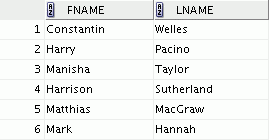 FNAME LNAME
1 Constantin Welles
2 Harry Pacino
3 Manisha Taylor
4 Harrison Sutherland
5 Matthias MacGraw
6 Mark Hannah